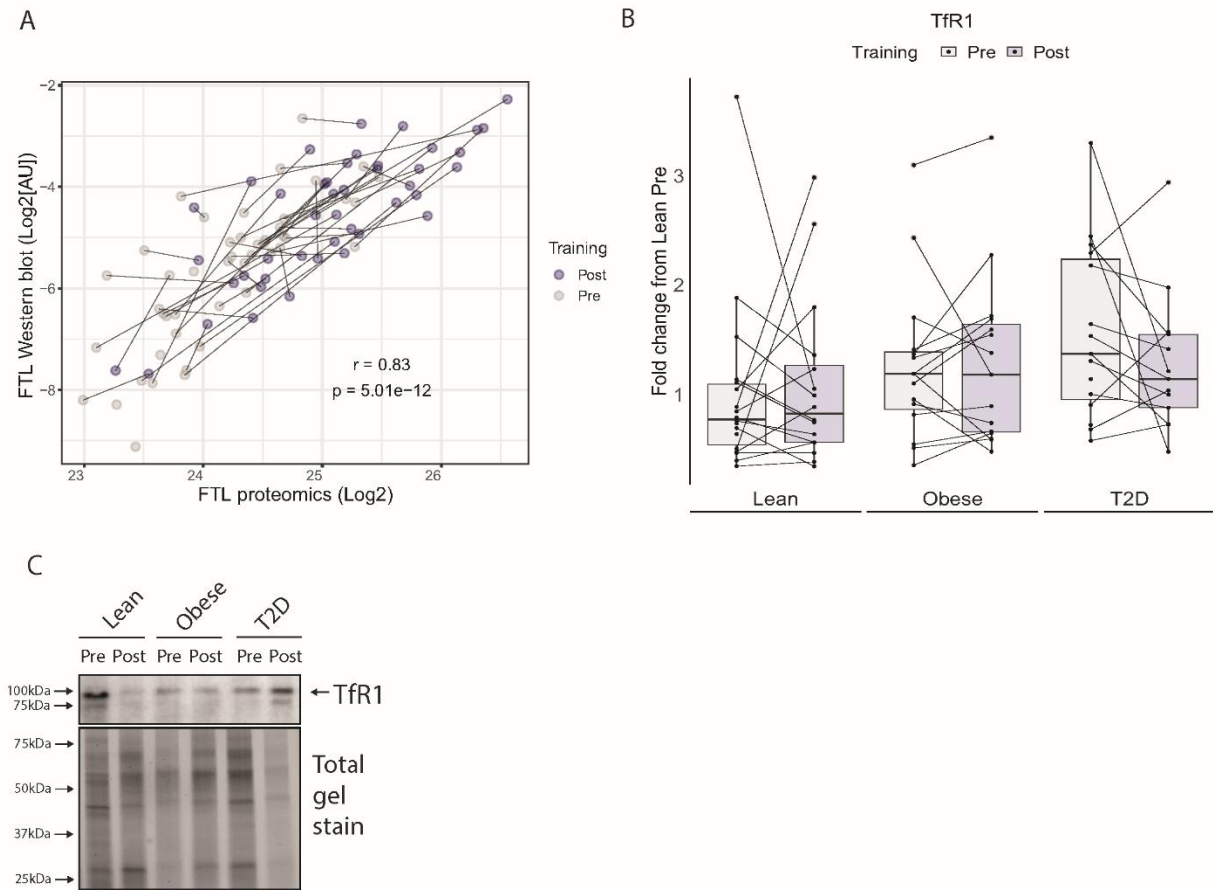 A
FTL Western blot (Log2[AU])
−2
−4
−6
−8
r = 0.83
p = 5.01e−12
23 24 25 26
FTL proteomics (Log2)
Training
Post
Pre
B
TfR1
Training Pre Post
Fold change from Lean Pre
3
2
1
Lean Obese T2D
C
Lean Obese T2D
Pre Post Pre Post Pre Post
100kDa
75kDa
TfR1
75kDa
50kDa
37kDa
25kDa
Total
gel
stain